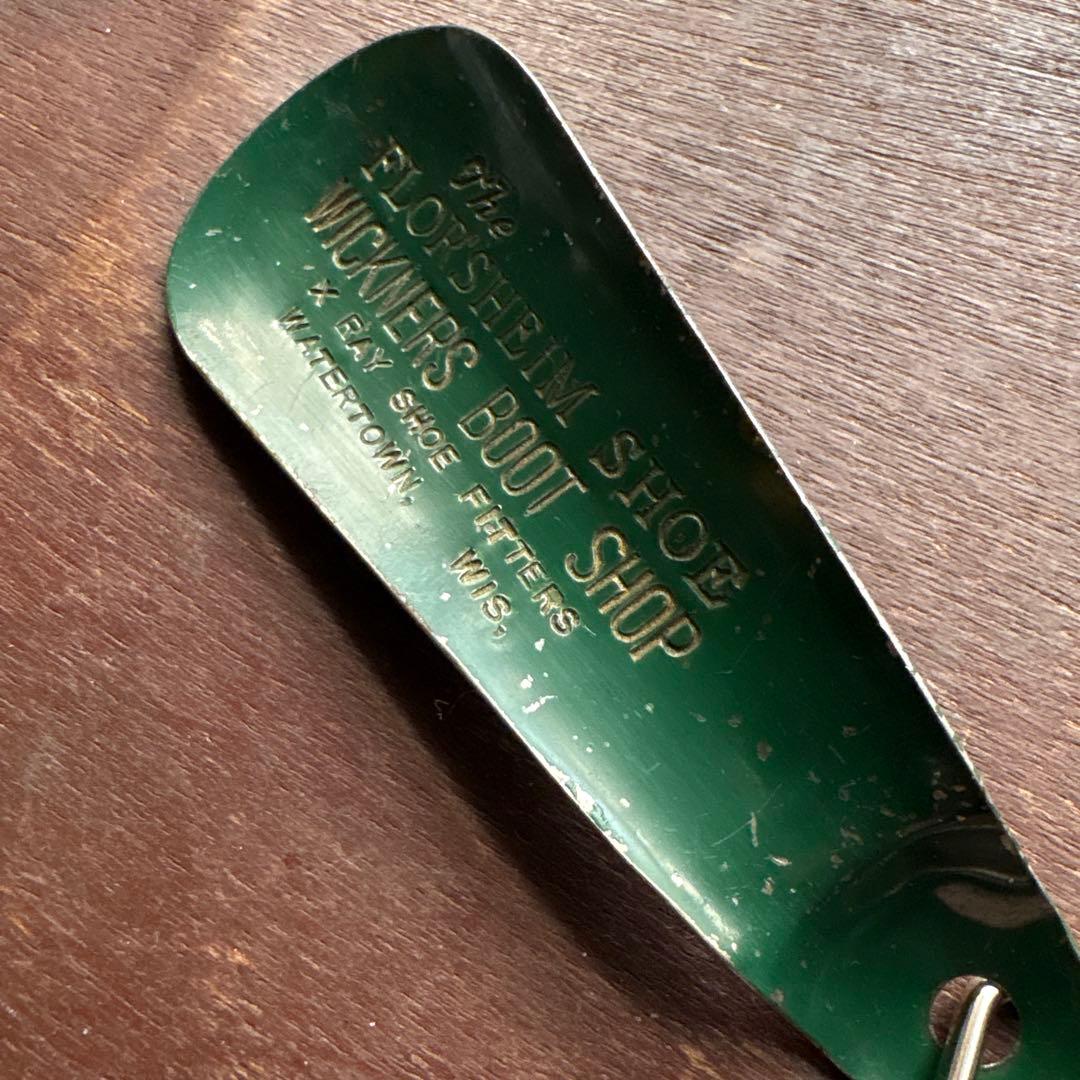 The
FLORSHEIM SHOE
WICKNERS BOOT SHOP
X RAY SHOE FITTERS
WATERTOWN, WIS,